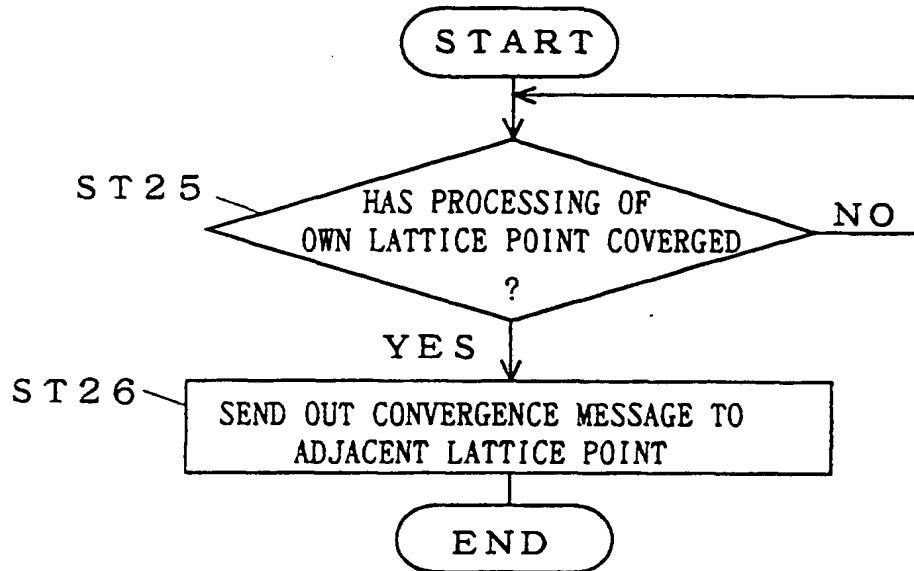 START
ST25
HAS PROCESSING OF
OWN LATTICE POINT COVERGED
?
NO
YES
ST26
SEND OUT CONVERGENCE MESSAGE TO
ADJACENT LATTICE POINT
END